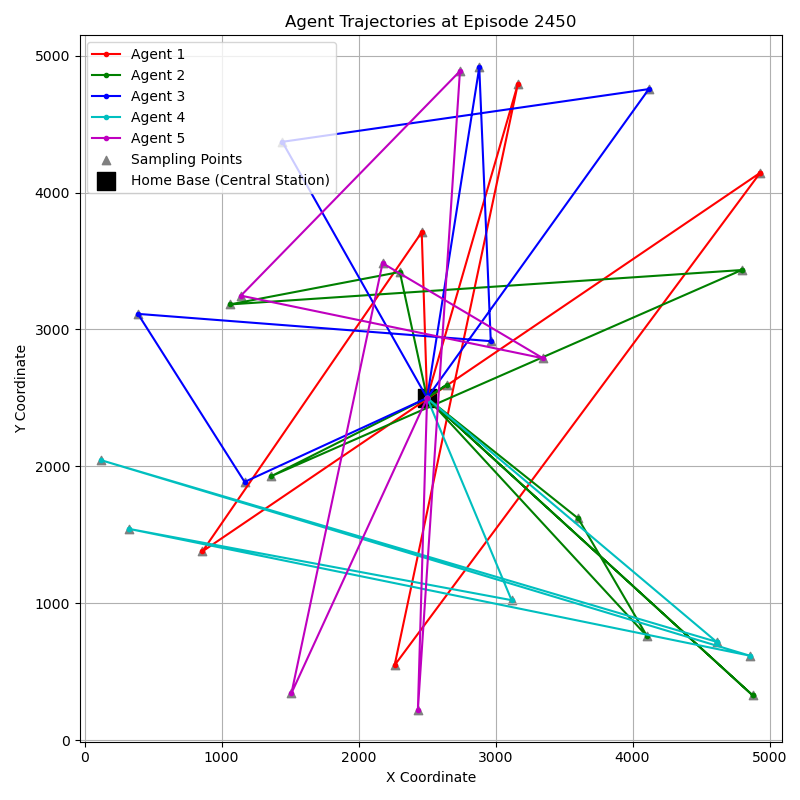 Agent Trajectories at Episode 2450
Agent 1
Agent 2
Agent 3
Agent 4
Agent 5
Sampling Points
Home Base (Central Station)
Y Coordinate
5000
4000
3000
2000
1000
0
0 1000 2000 3000 4000 5000
X Coordinate